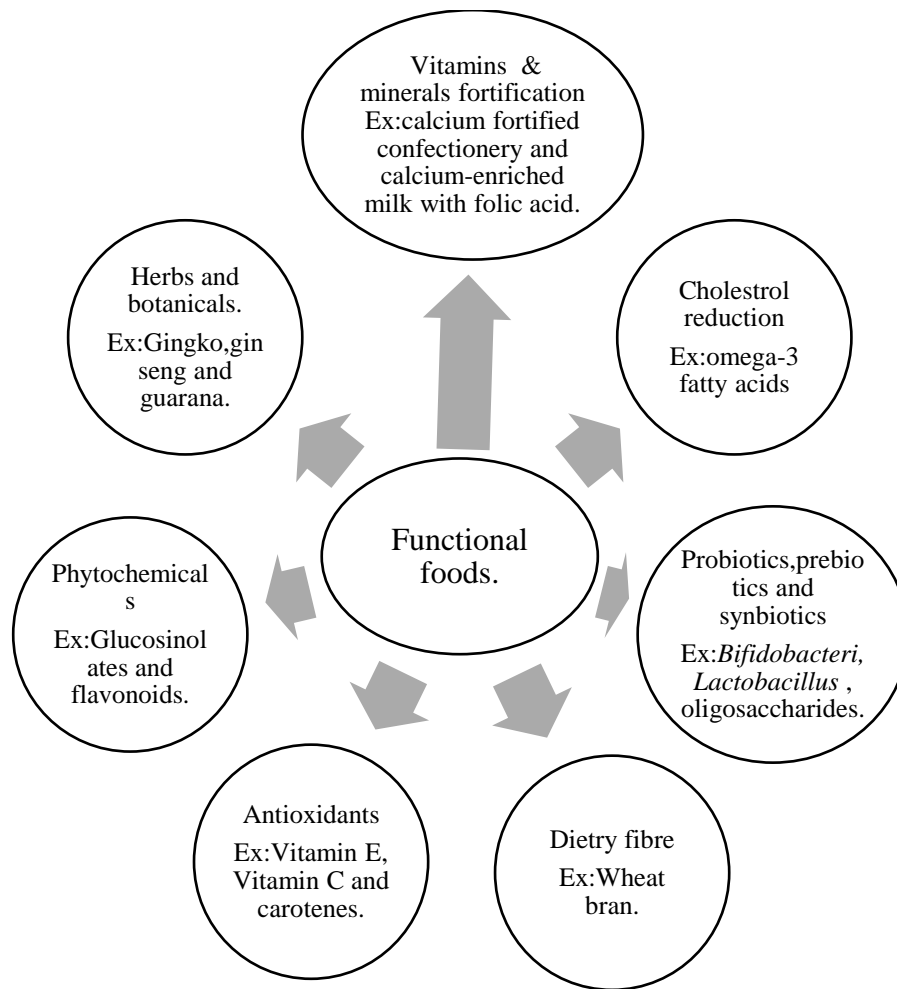 Vitamins &
minerals fortification
Ex:calcium fortified
confectionery and
calcium-enriched
milk with folic acid.
Herbs and
botanicals.
Ex:Gingko,gin
seng and
guarana.
Cholestrol
reduction
Ex:omega-3
fatty acids
Functional
foods.
Phytochemical
s
Ex:Glucosinol
ates and
flavonoids.
Probiotics,prebio
tics and
synbiotics
Ex:Bifidobacteri,
Lactobacillus ,
oligosaccharides.
Antioxidants
Ex:Vitamin E,
Vitamin C and
carotenes.
Dietry fibre
Ex:Wheat
bran.